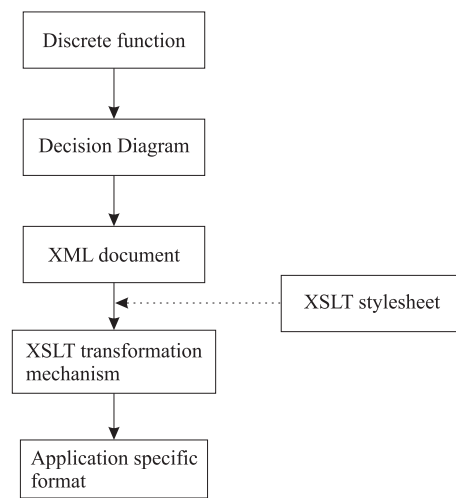 Discrete function
Decision Diagram
XML document
XSLT stylesheet
XSLT transformation
mechanism
Application specific
format